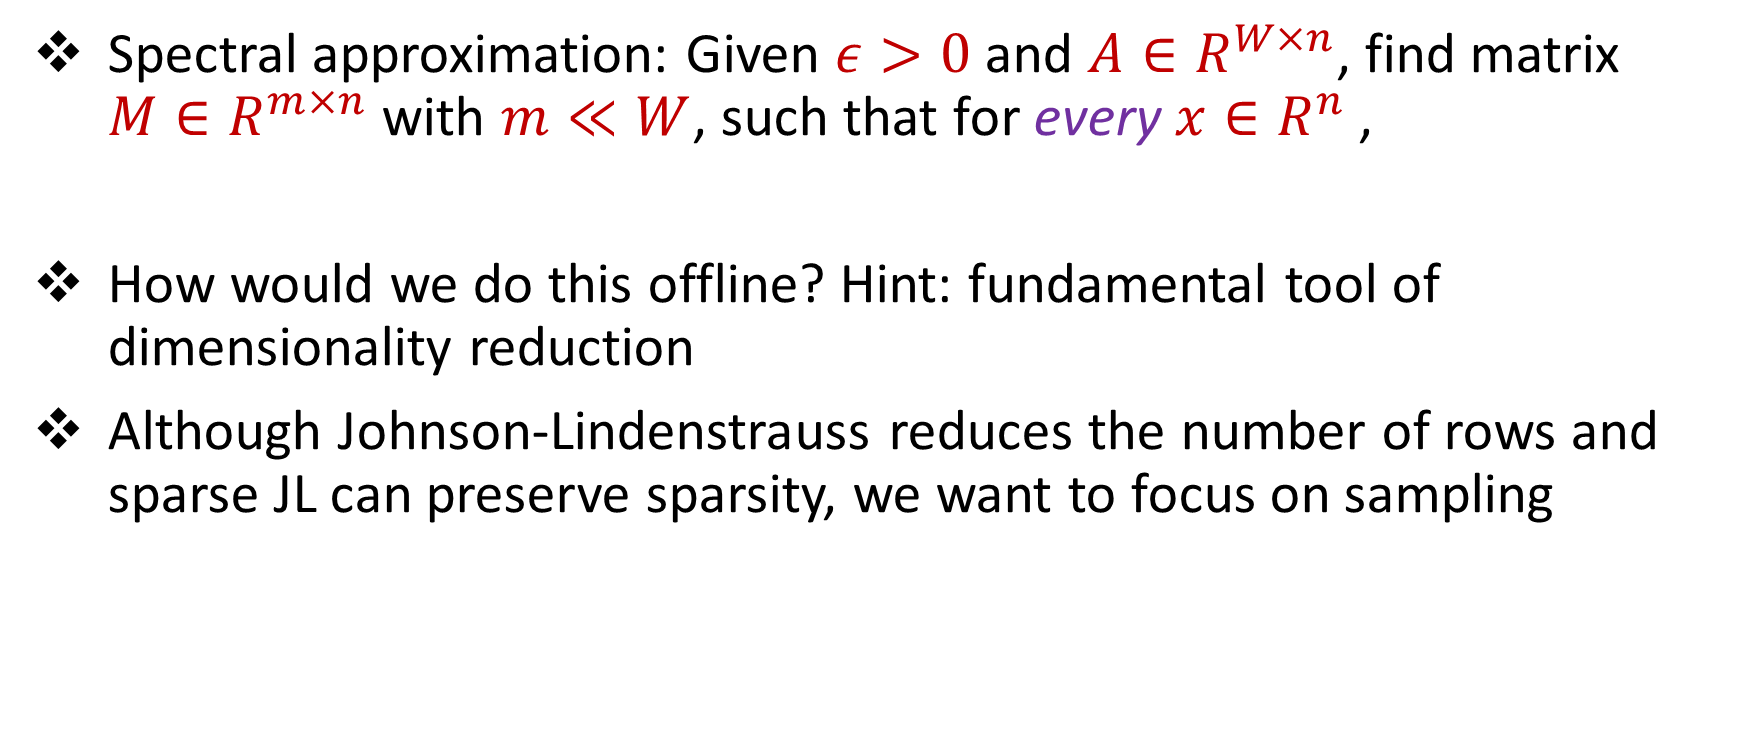 ❖ Spectral approximation: Given 𝜖 > 0 and 𝐴 ∈ 𝑅^{𝑊×𝑛}, find matrix
𝑀 ∈ 𝑅^{𝑚×𝑛} with 𝑚 ≪ 𝑊, such that for every 𝑥 ∈ 𝑅^𝑛 ,
❖ How would we do this offline? Hint: fundamental tool of
dimensionality reduction
❖ Although Johnson-Lindenstrauss reduces the number of rows and
sparse JL can preserve sparsity, we want to focus on sampling